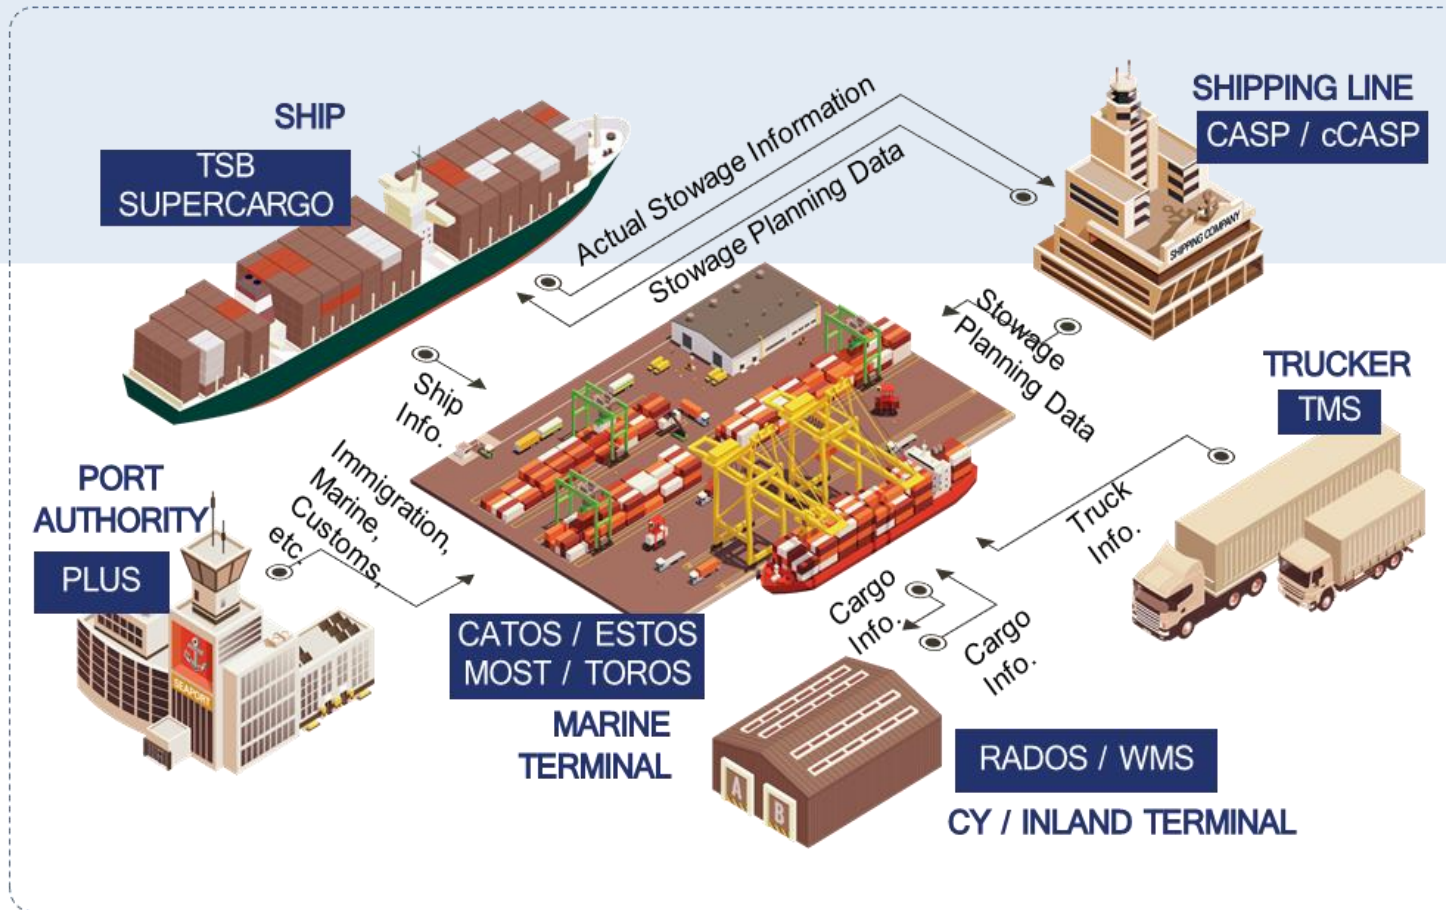 SHIP
TSB
SUPERCARGO
Actual Stowage Information
Stowage Planning Data
SHIPPING LINE
CASP / cCASP
SHIPPING COMPANY
Stowage
Planning Data
Ship
Info.
TRUCKER
TMS
Truck
Info.
PORT
AUTHORITY
PLUS
SEAPORT
Immigration,
Marine,
Customs,
etc.
CATOS / ESTOS
MOST / TOROS
MARINE
TERMINAL
Cargo
Info.
Cargo
Info.
A
B
RADOS / WMS
CY / INLAND TERMINAL